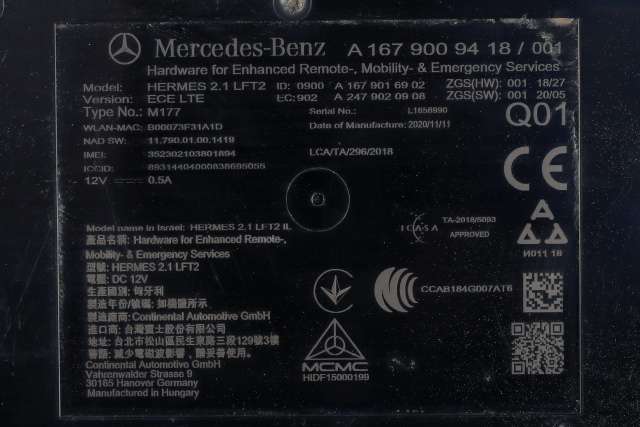 Mercedes-Benz A 167 900 94 18 / 001
Hardware for Enhanced Remote-, Mobility- & Emergency Services
Model: HERMES 2.1 LFT2 ID: 0900 A 167 901 69 02 ZGS(HW) 001 18/27
Version: ECE LTE EC:902 A 247 902 09 08 ZGS(SW) 001 20/05
Type No.: M177 Serial No.: L1656990 Q01
WLAN-MAC: B00073F31A1D Date of Manufacture: 2020/11/11
NAD SW: 11.790.01.00.1419
IMEI: 352302103801894 LCA/TA/296/2018
ICCID: 89314404000838695055
12V 0.5A
CE
Model name in Israel: HERMES 2.1 LFT2 IL
ICASA TA-2018/5093
APPROVED
產品名稱: Hardware for Enhanced Remote-,
Mobility- & Emergency Services
型號: HERMES 2.1 LFT2
И011 18
電壓: DC 12V
生產國別: 匈牙利
製造年份/號碼: 如機體所示
CCAB184G007AT6
製造廠商: Continental Automotive GmbH
進口商: 台灣賓士股份有限公司
地址: 台北市松山區民生東路三段129號3樓
警語: 減少電磁波影響，請妥善使用。
Continental Automotive GmbH
Vahrenwalder Strasse 9
30165 Hanover Germany
Manufactured in Hungary
MCMC
HIDF15000199